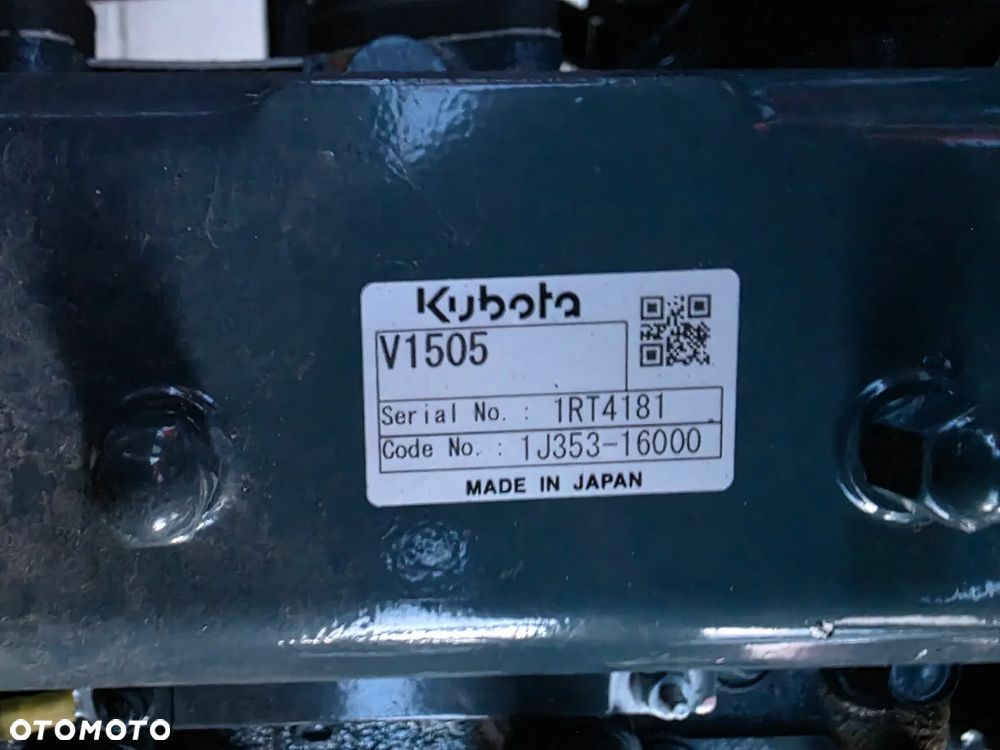 Kubota
V1505
Serial No. : 1RT4181
Code No. : 1J353-16000
MADE IN JAPAN
OTOMOTO